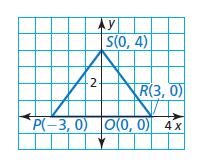 y
S(0, 4)
2
R(3, 0)
P(−3, 0) O(0, 0) 4 x